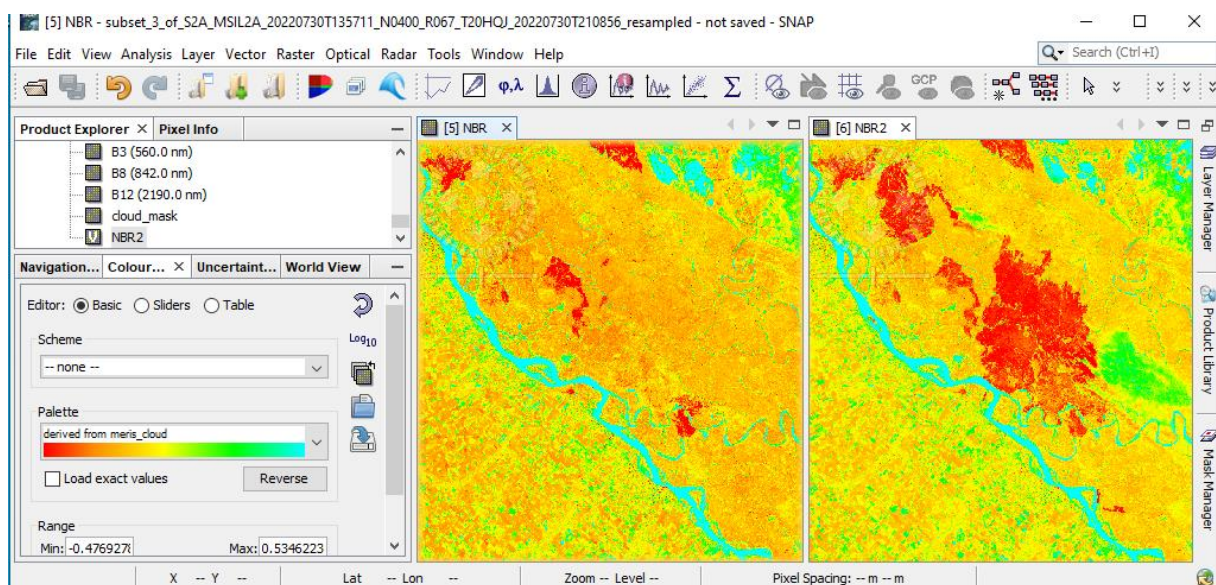 [5] NBR - subset_3_of_S2A_MSIL2A_20220730T135711_N0400_R067_T20HQJ_20220730T210856_resampled - not saved - SNAP
File Edit View Analysis Layer Vector Raster Optical Radar Tools Window Help
Search (Ctrl+I)
φ,λ Σ GCP
Product Explorer Pixel Info
B3 (560.0 nm)
B8 (842.0 nm)
B12 (2190.0 nm)
cloud_mask
NBR2
Navigation... Colour... Uncertaint... World View
Editor: Basic Sliders Table
Scheme
-- none --
Log10
Palette
derived from meris_cloud
Load exact values Reverse
Range
Min: -0.476927 Max: 0.5346223
[5] NBR
[6] NBR2
Layer Manager
Product Library
Mask Manager
X -- Y -- Lat -- Lon -- Zoom -- Level -- Pixel Spacing: -- m -- m